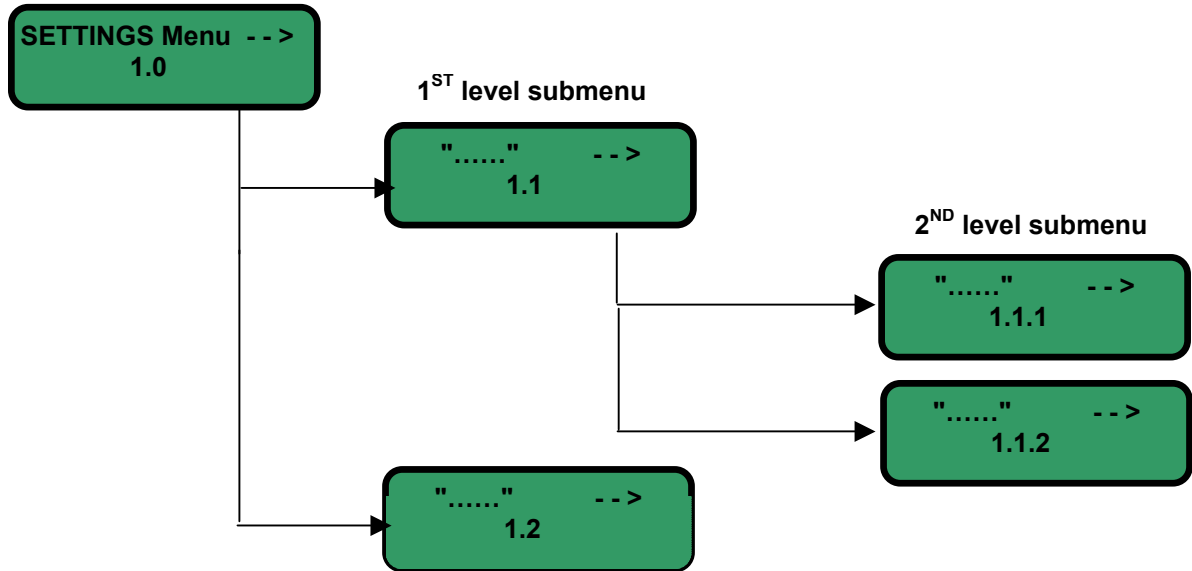 SETTINGS Menu - - >
1.0
1ST level submenu
"......" - - >
1.1
2ND level submenu
"......" - - >
1.1.1
"......" - - >
1.1.2
"......" - - >
1.2